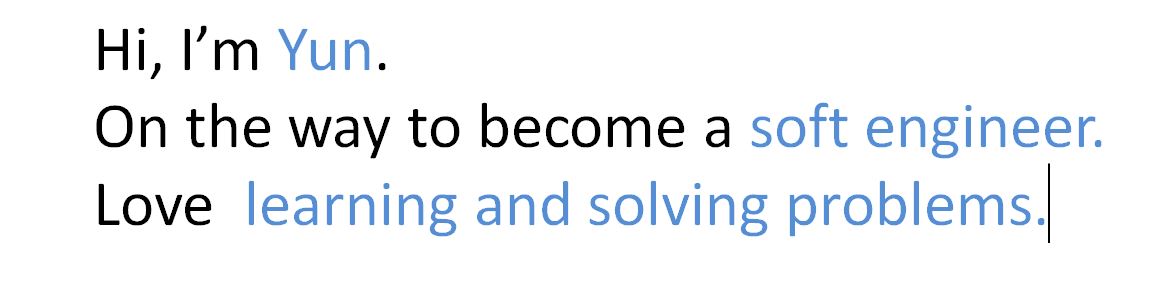 Hi, I’m Yun.
On the way to become a soft engineer.
Love  learning and solving problems.